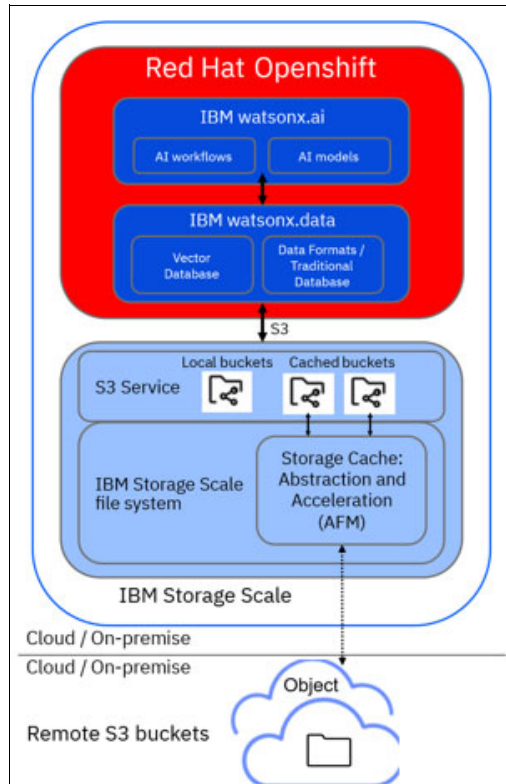 Red Hat Openshift
IBM watsonx.ai
AI workflows
AI models
IBM watsonx.data
Vector
Database
Data Formats /
Traditional
Database
S3
Local buckets
Cached buckets
S3 Service
IBM Storage Scale
file system
Storage Cache:
Abstraction and
Acceleration
(AFM)
IBM Storage Scale
Cloud / On-premise
Cloud / On-premise
Object
Remote S3 buckets